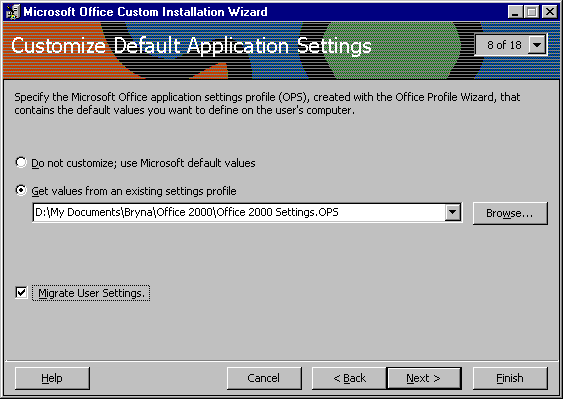 Microsoft Office Custom Installation Wizard
Customize Default Application Settings
8 of 18
Specify the Microsoft Office application settings profile (OPS), created with the Office Profile Wizard, that
contains the default values you want to define on the user's computer.
Do not customize; use Microsoft default values
Get values from an existing settings profile
D:\My Documents\Bryna\Office 2000\Office 2000 Settings.OPS
Browse...
Migrate User Settings.
Help
Cancel
< Back
Next >
Finish